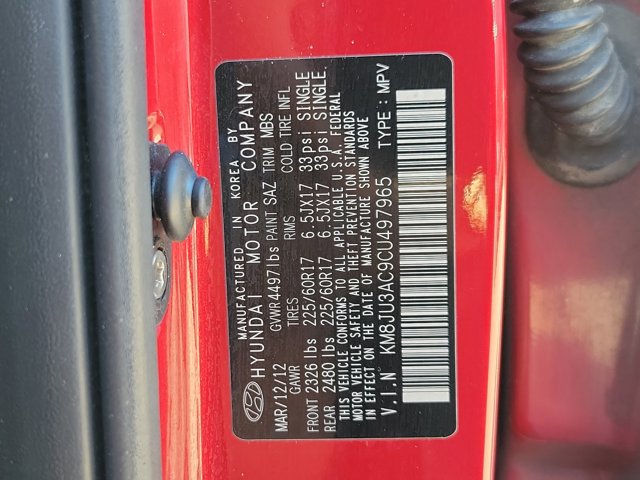 MANUFACTURED IN KOREA BY
HYUNDAI MOTOR COMPANY
MAR/12/12 GVWR 4497lbs PAINT SAZ TRIM MBS
GAWR TIRES RIMS COLD TIRE INFL
FRONT 2326 lbs 225/60R17 6.5JX17 33psi SINGLE
REAR 2480 lbs 225/60R17 6.5JX17 33psi SINGLE.
THIS VEHICLE CONFORMS TO ALL APPLICABLE U.S.A. FEDERAL
MOTOR VEHICLE SAFETY AND THEFT PREVENTION STANDARDS
IN EFFECT ON THE DATE OF MANUFACTURE SHOWN ABOVE
V.I.N KM8JU3AC9CU497965 TYPE: MPV